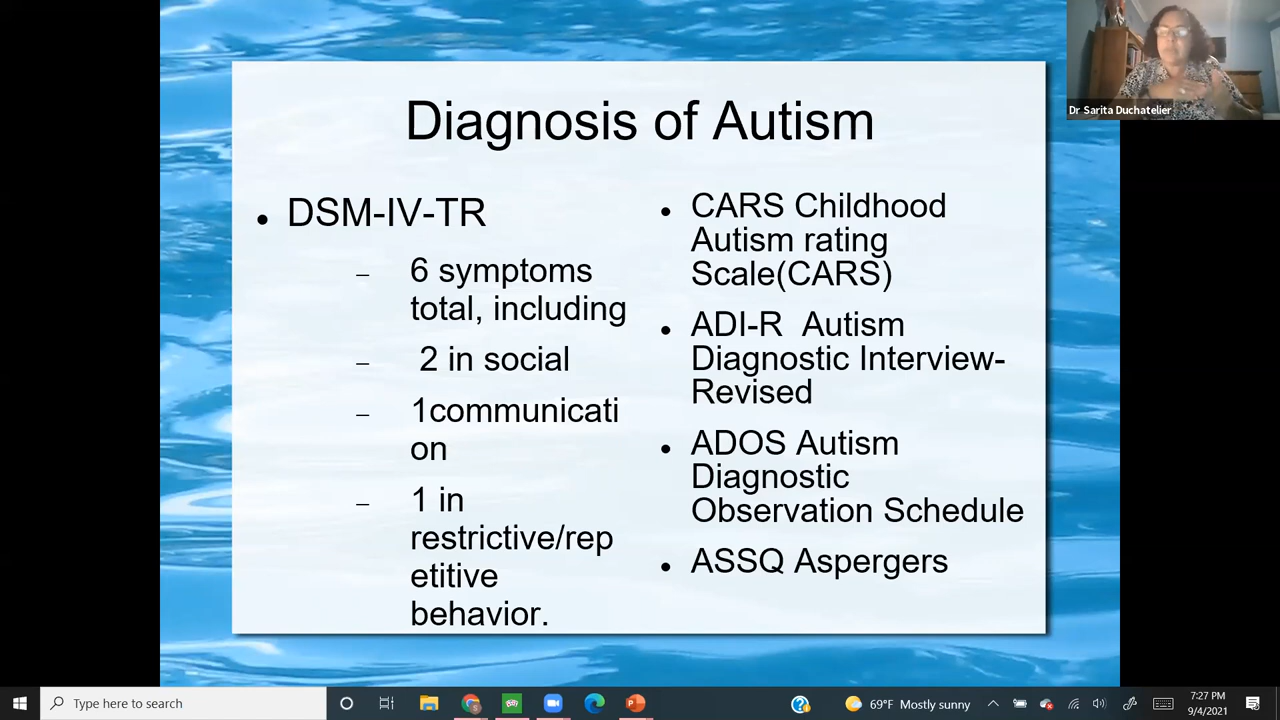 Dr Sarita Duchatelier
Diagnosis of Autism
DSM-IV-TR
6 symptoms
total, including
2 in social
1communicati
on
1 in
restrictive/rep
etitive
behavior.
CARS Childhood
Autism rating
Scale(CARS)
ADI-R Autism
Diagnostic Interview-
Revised
ADOS Autism
Diagnostic
Observation Schedule
ASSQ Aspergers
Type here to search
69°F Mostly sunny
7:27 PM
9/4/2021